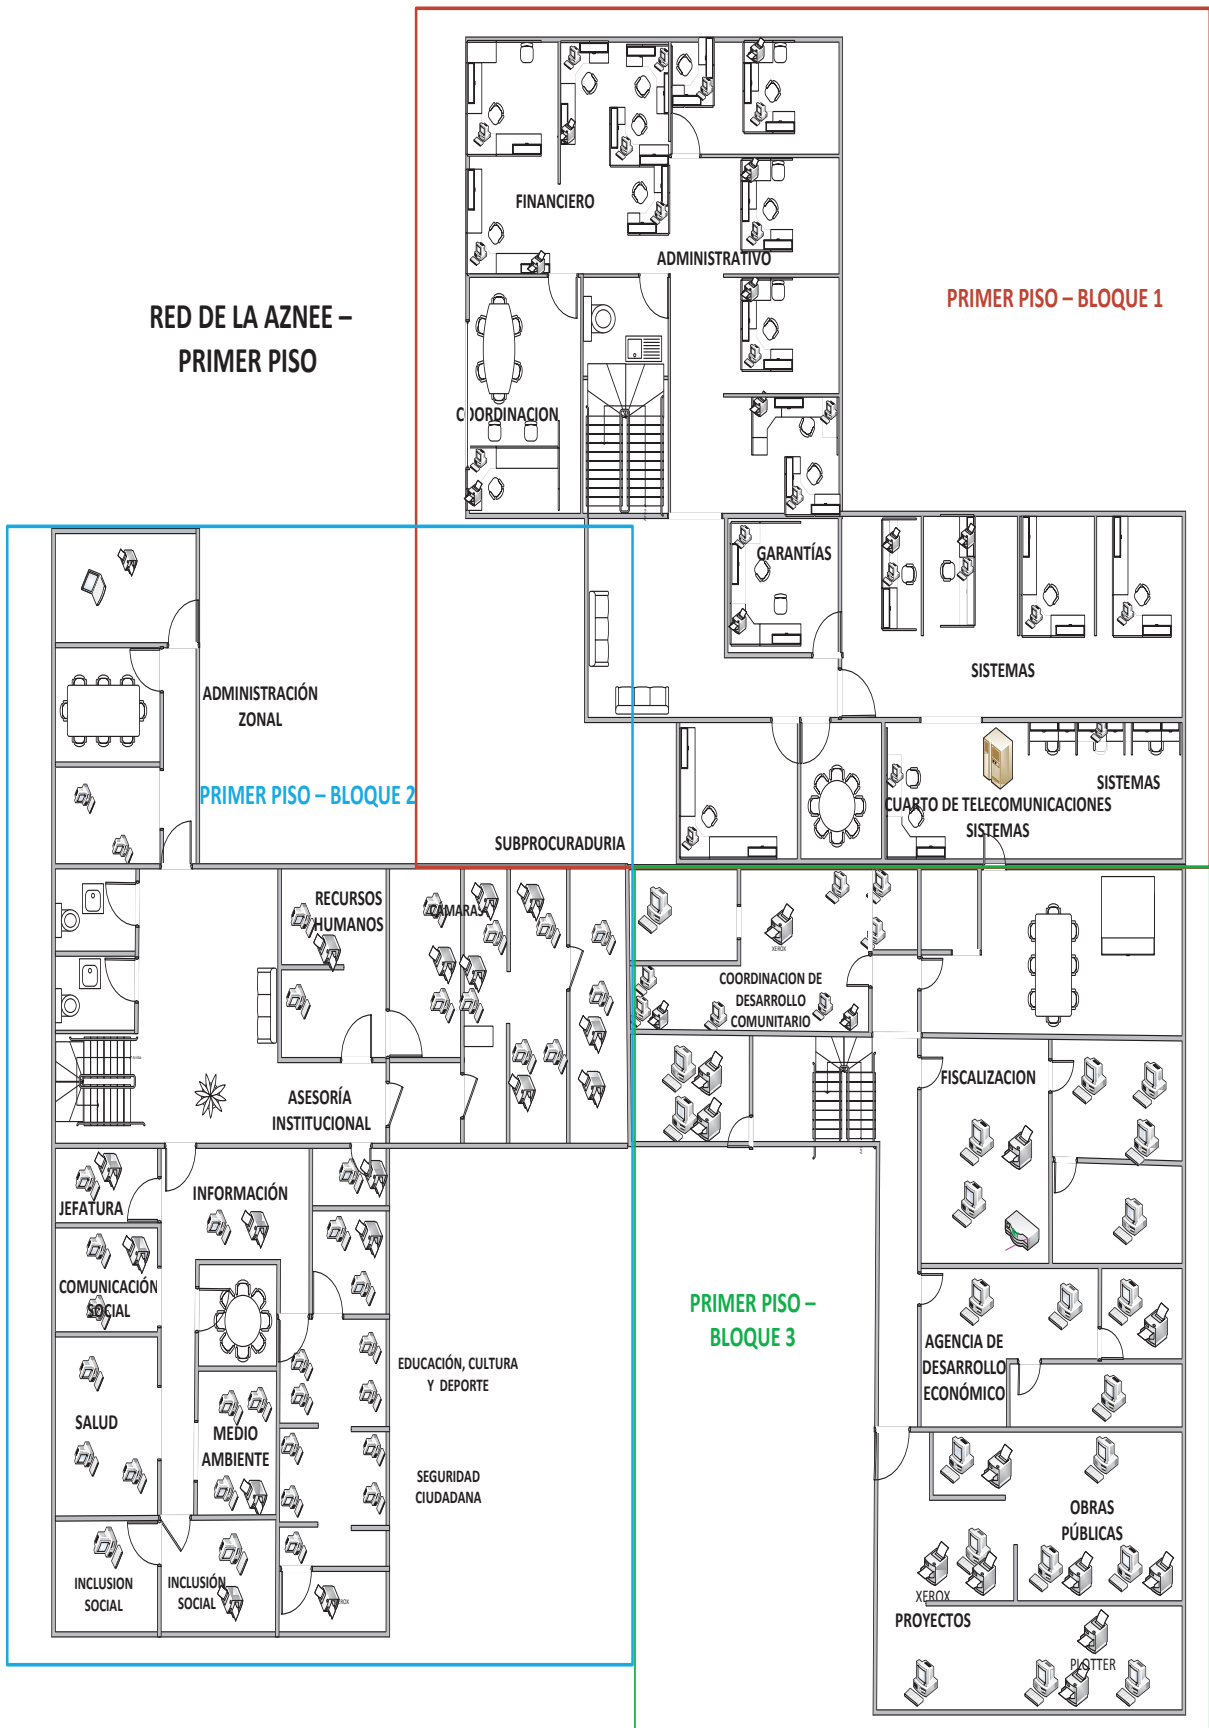 FINANCIERO
ADMINISTRATIVO
PRIMER PISO – BLOQUE 1
RED DE LA AZNEE –
PRIMER PISO
COORDINACION
GARANTÍAS
SISTEMAS
ADMINISTRACIÓN
ZONAL
PRIMER PISO – BLOQUE 2
SISTEMAS
CUARTO DE TELECOMUNICACIONES
SISTEMAS
SUBPROCURADURIA
RECURSOS
HUMANOS
CAMARAS
XEROX
COORDINACION DE
DESARROLLO
COMUNITARIO
FISCALIZACION
ASESORÍA
INSTITUCIONAL
JEFATURA
INFORMACIÓN
COMUNICACIÓN
SOCIAL
PRIMER PISO –
BLOQUE 3
AGENCIA DE
DESARROLLO
ECONÓMICO
EDUCACIÓN, CULTURA
Y DEPORTE
SALUD
MEDIO
AMBIENTE
SEGURIDAD
CIUDADANA
OBRAS
PÚBLICAS
INCLUSION
SOCIAL
INCLUSIÓN
SOCIAL
XEROX
XEROX
PROYECTOS
PLOTTER